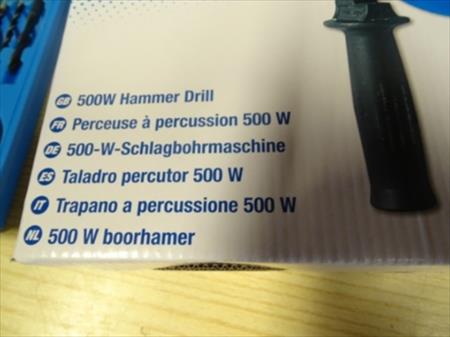 GB 500W Hammer Drill
FR Perceuse à percussion 500 W
DE 500-W-Schlagbohrmaschine
ES Taladro percutor 500 W
IT Trapano a percussione 500 W
NL 500 W boorhamer